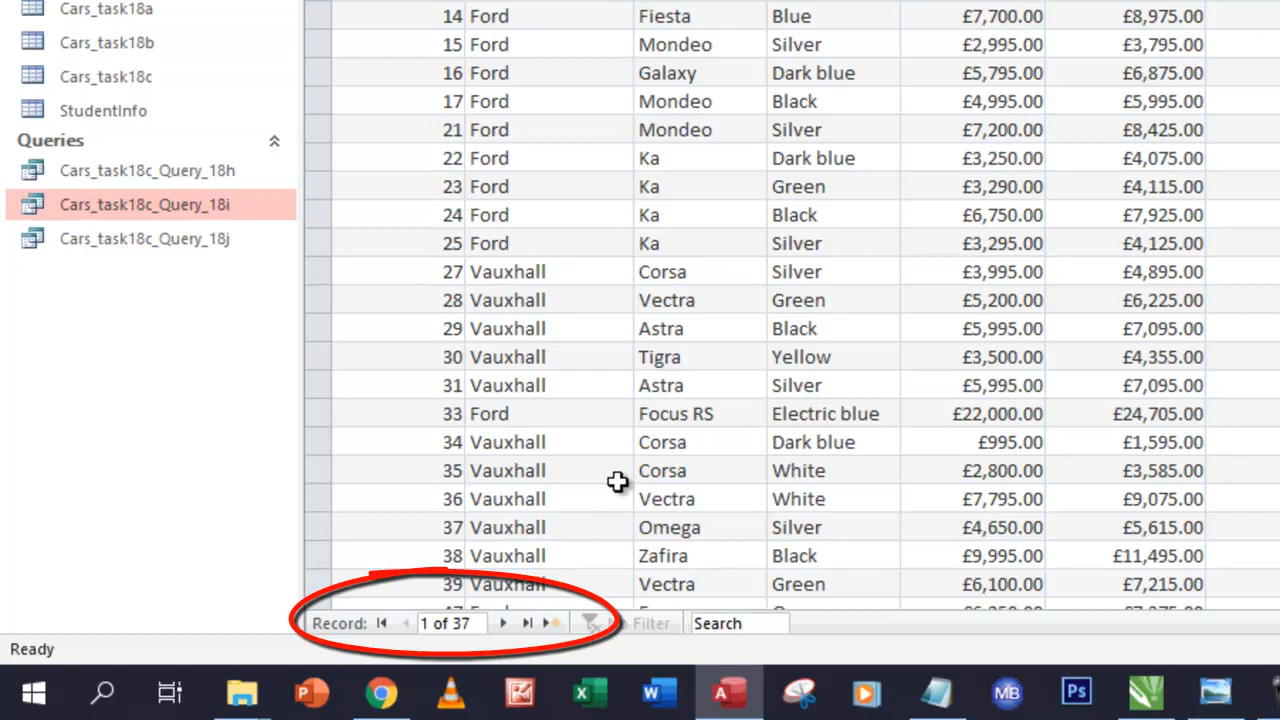 Cars_task18a
Cars_task18b
Cars_task18c
StudentInfo
Queries
Cars_task18c_Query_18h
Cars_task18c_Query_18i
Cars_task18c_Query_18j
14 Ford Fiesta Blue £7,700.00 £8,975.00
15 Ford Mondeo Silver £2,995.00 £3,795.00
16 Ford Galaxy Dark blue £5,795.00 £6,875.00
17 Ford Mondeo Black £4,995.00 £5,995.00
21 Ford Mondeo Silver £7,200.00 £8,425.00
22 Ford Ka Dark blue £3,250.00 £4,075.00
23 Ford Ka Green £3,290.00 £4,115.00
24 Ford Ka Black £6,750.00 £7,925.00
25 Ford Ka Silver £3,295.00 £4,125.00
27 Vauxhall Corsa Silver £3,995.00 £4,895.00
28 Vauxhall Vectra Green £5,200.00 £6,225.00
29 Vauxhall Astra Black £5,995.00 £7,095.00
30 Vauxhall Tigra Yellow £3,500.00 £4,355.00
31 Vauxhall Astra Silver £5,995.00 £7,095.00
33 Ford Focus RS Electric blue £22,000.00 £24,705.00
34 Vauxhall Corsa Dark blue £995.00 £1,595.00
35 Vauxhall Corsa White £2,800.00 £3,585.00
36 Vauxhall Vectra White £7,795.00 £9,075.00
37 Vauxhall Omega Silver £4,650.00 £5,615.00
38 Vauxhall Zafira Black £9,995.00 £11,495.00
39 Vauxhall Vectra Green £6,100.00 £7,215.00
Record: 1 of 37 Filter Search
Ready
P X W A MB Ps